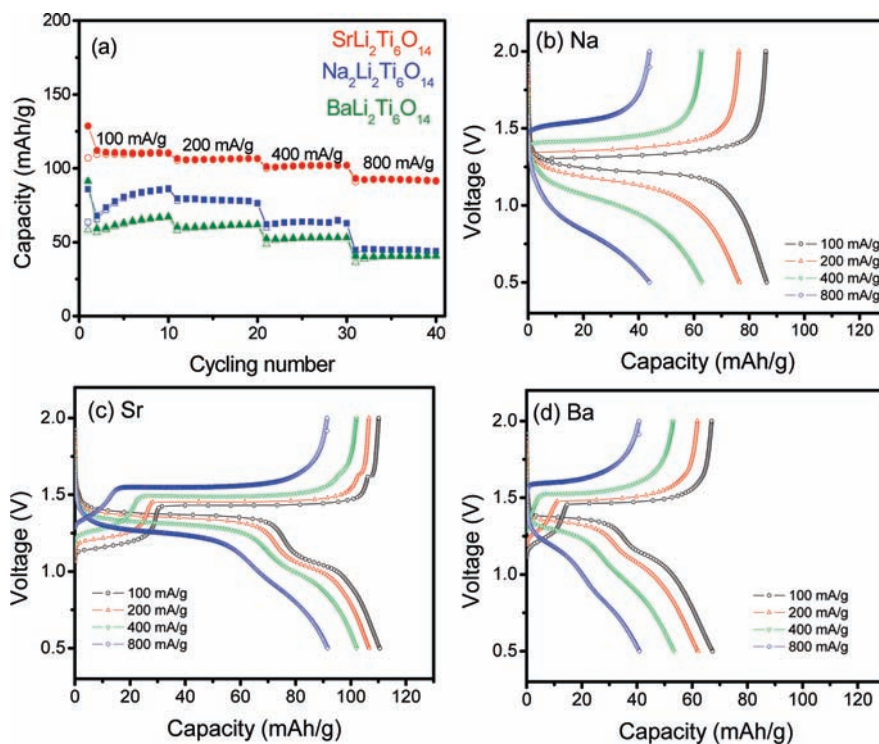 (a)
SrLi₂Ti₆O₁₄
Na₂Li₂Ti₆O₁₄
BaLi₂Ti₆O₁₄
100 mA/g
200 mA/g
400 mA/g
800 mA/g
200
150
100
50
0
0 10 20 30 40
Capacity (mAh/g)
Cycling number
(b) Na
2.0
1.5
1.0
0.5
Voltage (V)
100 mA/g
200 mA/g
400 mA/g
800 mA/g
0 20 40 60 80 100 120
Capacity (mAh/g)
(c) Sr
2.0
1.5
1.0
0.5
Voltage (V)
100 mA/g
200 mA/g
400 mA/g
800 mA/g
0 20 40 60 80 100 120
Capacity (mAh/g)
(d) Ba
2.0
1.5
1.0
0.5
Voltage (V)
100 mA/g
200 mA/g
400 mA/g
800 mA/g
0 20 40 60 80 100 120
Capacity (mAh/g)